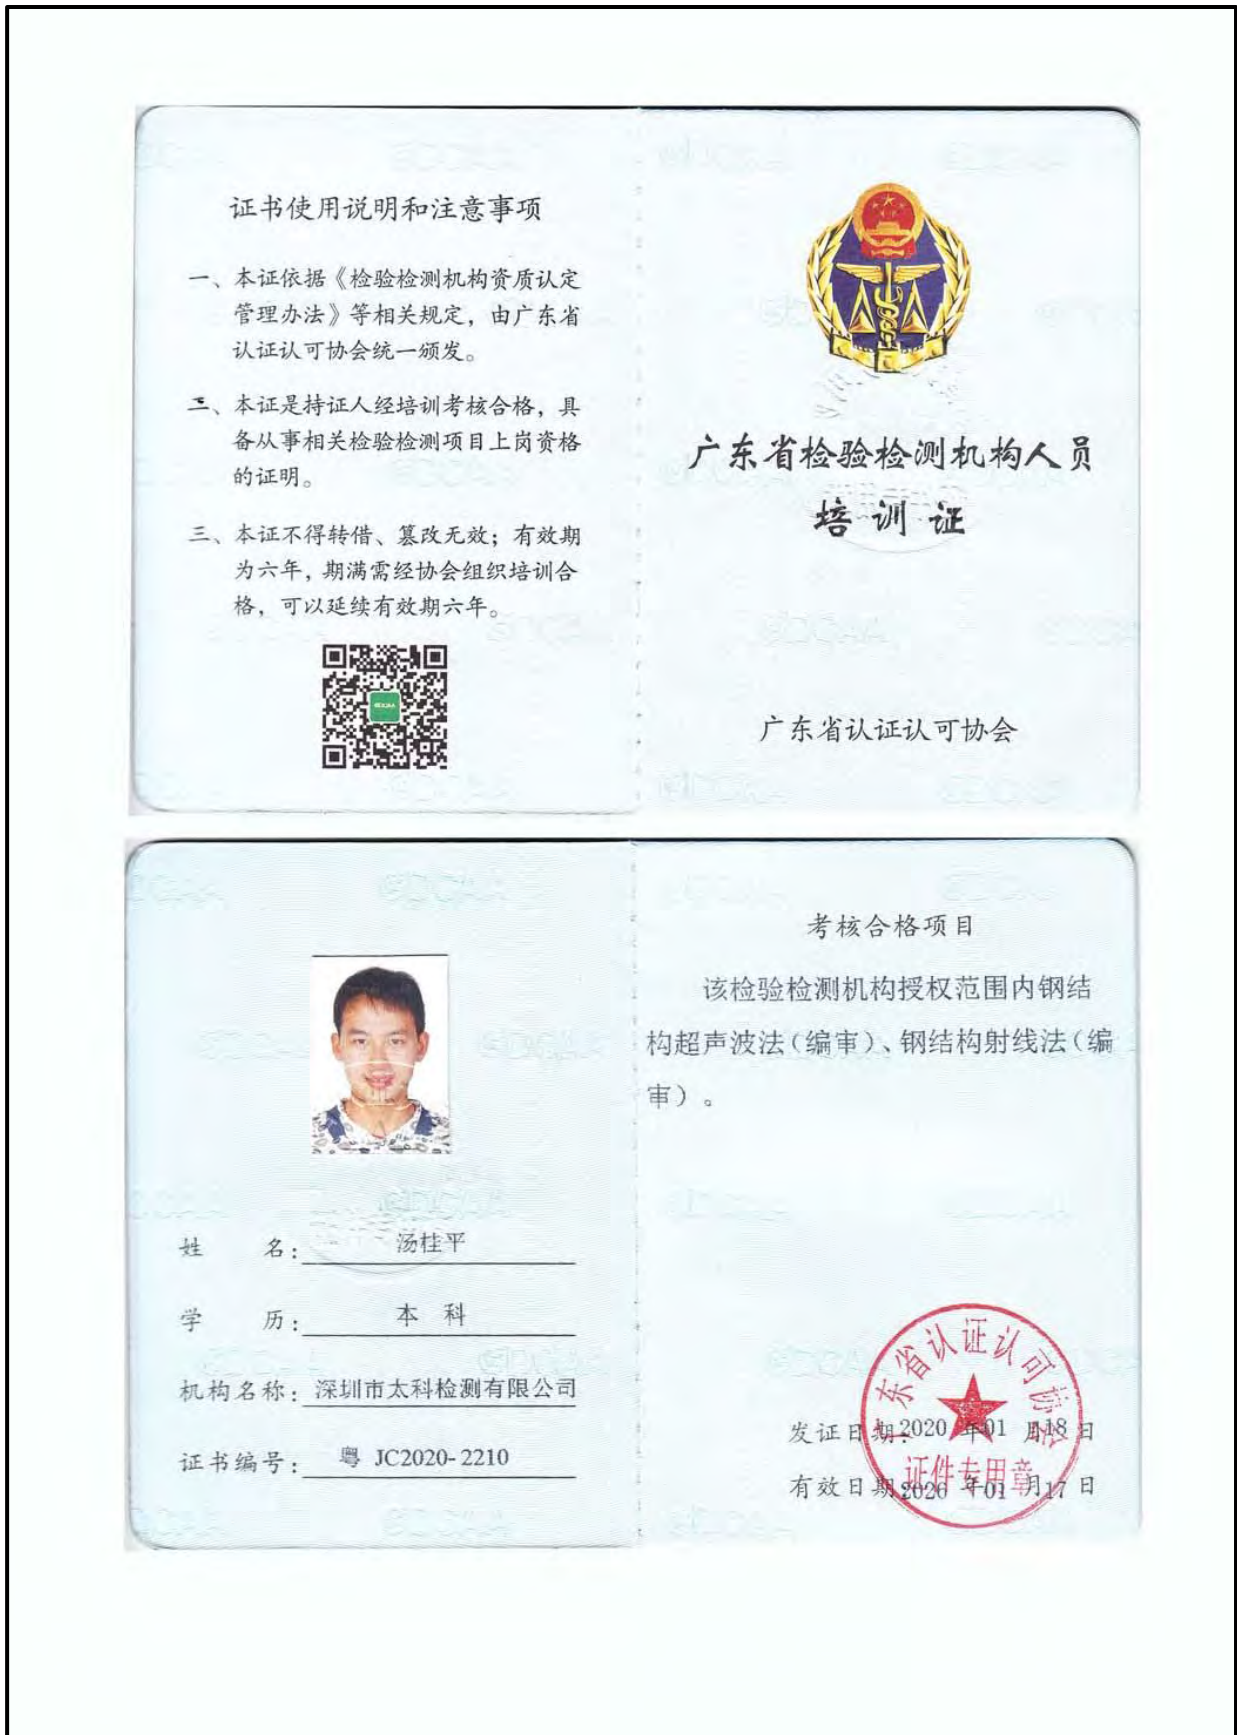 证书使用说明和注意事项
一、本证依据《检验检测机构资质认定
管理办法》等相关规定，由广东省
认证认可协会统一颁发。
二、本证是持证人经培训考核合格，具
备从事相关检验检测项目上岗资格
的证明。
三、本证不得转借、篡改无效；有效期
为六年，期满需经协会组织培训合
格，可以延续有效期六年。
广东省检验检测机构人员
培训证
广东省认证认可协会
姓 名：汤桂平
学 历：本 科
机构名称：深圳市太科检测有限公司
证书编号：粤 JC2020-2210
考核合格项目
该检验检测机构授权范围内钢结
构超声波法（编审）、钢结构射线法（编
审）。
广东省认证认可协会
证件专用章
发证日期：2020 年01 月18 日
有效日期 2020 年01 月17 日